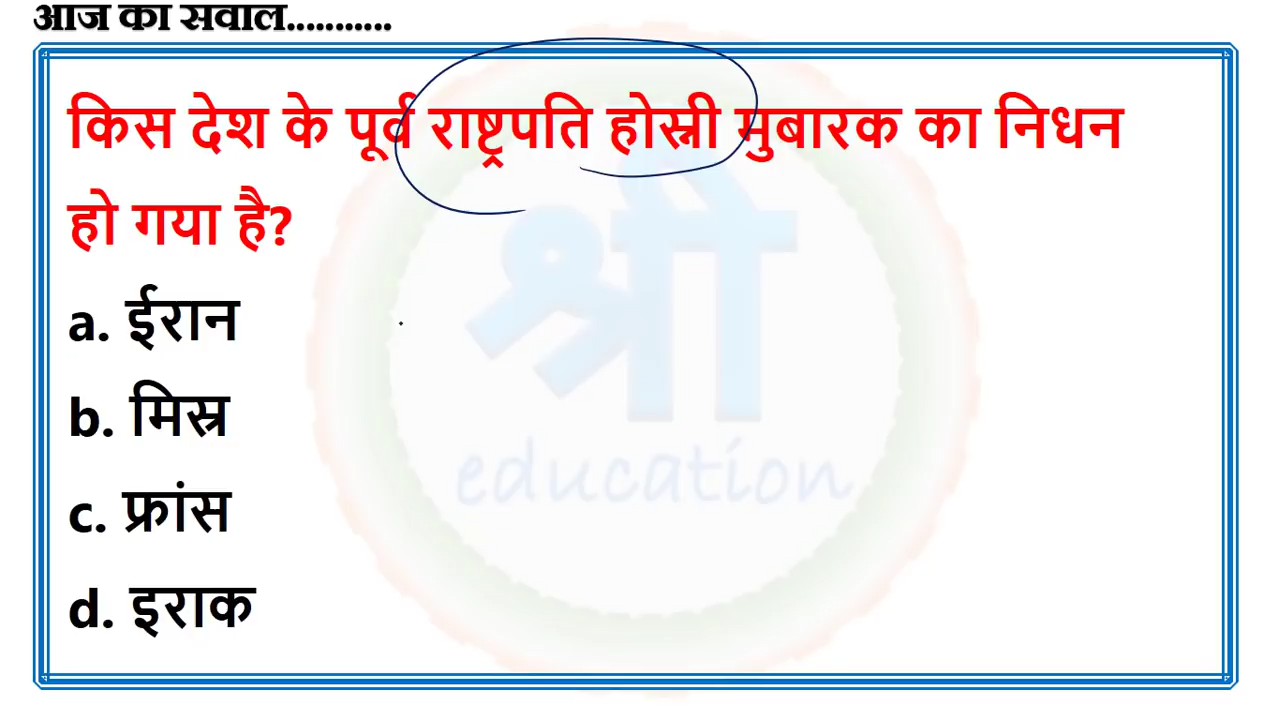 आज का सवाल...........
किस देश के पूर्व राष्ट्रपति होस्नी मुबारक का निधन
हो गया है?
a. ईरान
b. मिस्र
c. फ्रांस
d. इराक
श्री
education